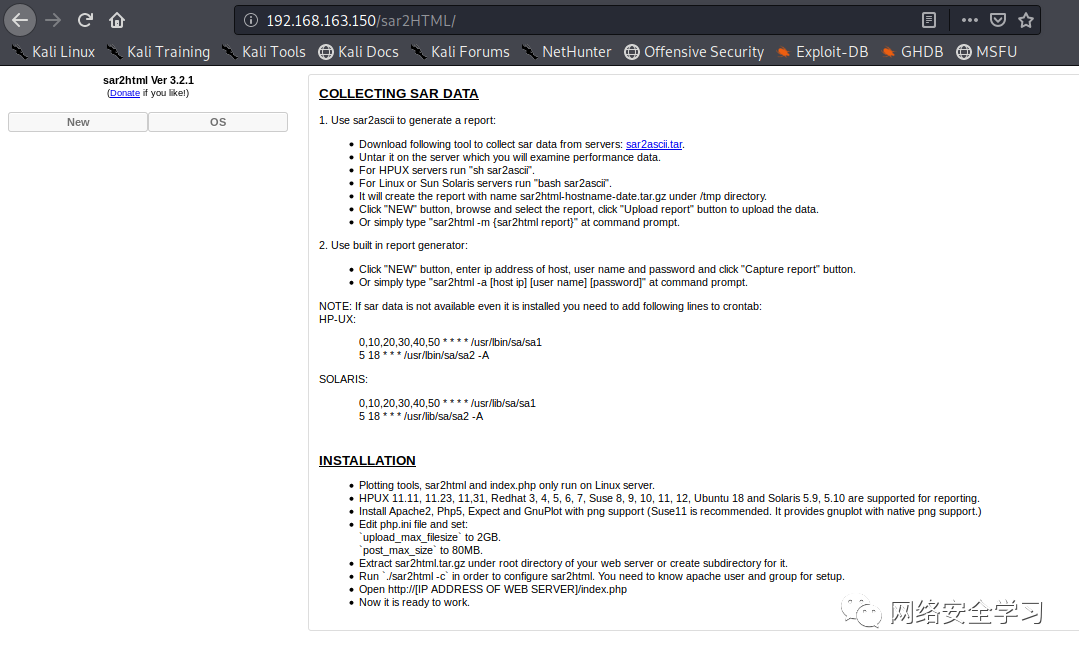 192.168.163.150/sar2HTML/
Kali Linux Kali Training Kali Tools Kali Docs Kali Forums NetHunter Offensive Security Exploit-DB GHDB MSFU
sar2html Ver 3.2.1
(Donate if you like!)
New OS
COLLECTING SAR DATA
1. Use sar2ascii to generate a report:
Download following tool to collect sar data from servers: sar2ascii.tar.
Untar it on the server which you will examine performance data.
For HPUX servers run "sh sar2ascii".
For Linux or Sun Solaris servers run "bash sar2ascii".
It will create the report with name sar2html-hostname-date.tar.gz under /tmp directory.
Click "NEW" button, browse and select the report, click "Upload report" button to upload the data.
Or simply type "sar2html -m {sar2html report}" at command prompt.
2. Use built in report generator:
Click "NEW" button, enter ip address of host, user name and password and click "Capture report" button.
Or simply type "sar2html -a [host ip] [user name] [password]" at command prompt.
NOTE: If sar data is not available even it is installed you need to add following lines to crontab:
HP-UX:
0,10,20,30,40,50 * * * * /usr/lbin/sa/sa1
5 18 * * * /usr/lbin/sa/sa2 -A
SOLARIS:
0,10,20,30,40,50 * * * * /usr/lib/sa/sa1
5 18 * * * /usr/lib/sa/sa2 -A
INSTALLATION
Plotting tools, sar2html and index.php only run on Linux server.
HPUX 11.11, 11.23, 11,31, Redhat 3, 4, 5, 6, 7, Suse 8, 9, 10, 11, 12, Ubuntu 18 and Solaris 5.9, 5.10 are supported for reporting.
Install Apache2, Php5, Expect and GnuPlot with png support (Suse11 is recommended. It provides gnuplot with native png support.)
Edit php.ini file and set:
`upload_max_filesize` to 2GB.
`post_max_size` to 80MB.
Extract sar2html.tar.gz under root directory of your web server or create subdirectory for it.
Run `./sar2html -c` in order to configure sar2html. You need to know apache user and group for setup.
Open http://[IP ADDRESS OF WEB SERVER]/index.php
Now it is ready to work.
网络安全学习